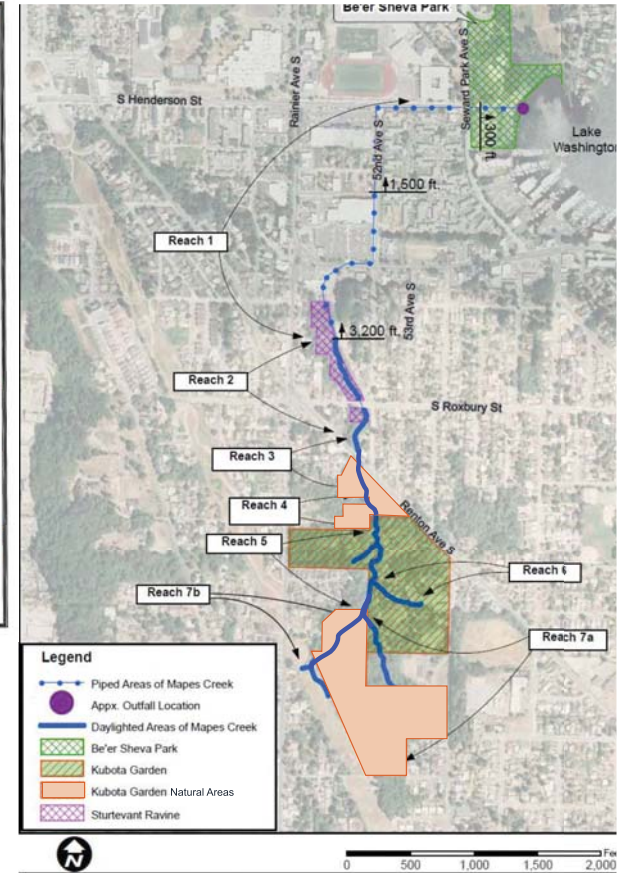 Be'er Sheva Park
Seward Park Ave S
Rainier Ave S
S Henderson St
300 ft.
Lake
Washington
52nd Ave S
1,500 ft.
Reach 1
53rd Ave S
3,200 ft.
Reach 2
S Roxbury St
Reach 3
Reach 4
Renton Ave S
Reach 5
Reach 6
Reach 7b
Reach 7a
Legend
Piped Areas of Mapes Creek
Appx. Outfall Location
Daylighted Areas of Mapes Creek
Be'er Sheva Park
Kubota Garden
Kubota Garden Natural Areas
Sturtevant Ravine
N
Fee
0 500 1,000 1,500 2,000